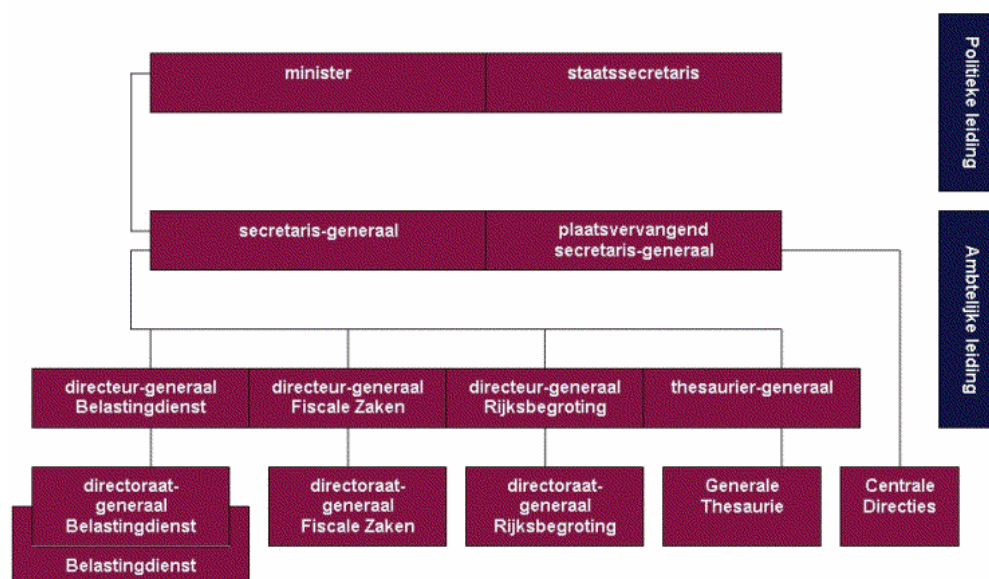 Politieke leiding
minister
staatssecretaris
Ambtelijke leiding
secretaris-generaal
plaatsvervangend
secretaris-generaal
directeur-generaal
Belastingdienst
directeur-generaal
Fiscale Zaken
directeur-generaal
Rijksbegroting
thesaurier-generaal
directoraat-
generaal
Belastingdienst
Belastingdienst
directoraat-
generaal
Fiscale Zaken
directoraat-
generaal
Rijksbegroting
Generale
Thesaurie
Centrale
Directies